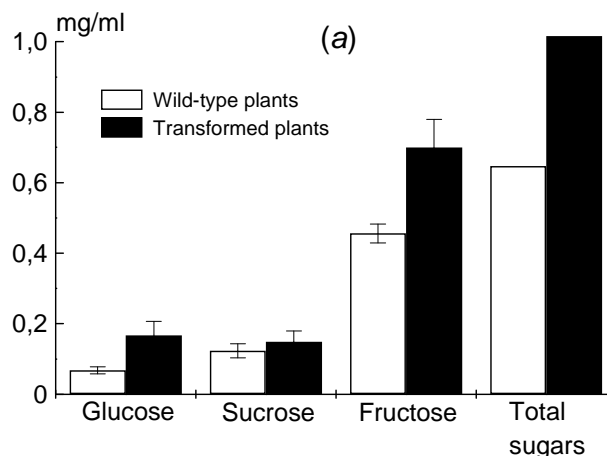 mg/ml
(a)
1,0
Wild-type plants
0,8
Transformed plants
0,6
0,4
0,2
0
Glucose
Sucrose
Fructose
Total
sugars